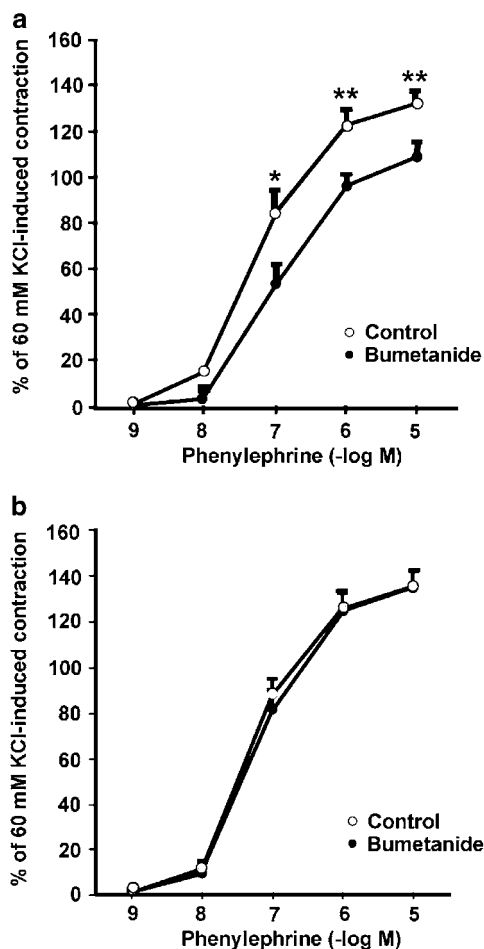 a
% of 60 mM KCl-induced contraction
160
140
120
100
80
60
40
20
0
*
**
**
Control
Bumetanide
9 8 7 6 5
Phenylephrine (-log M)
b
% of 60 mM KCl-induced contraction
160
140
120
100
80
60
40
20
0
Control
Bumetanide
9 8 7 6 5
Phenylephrine (-log M)